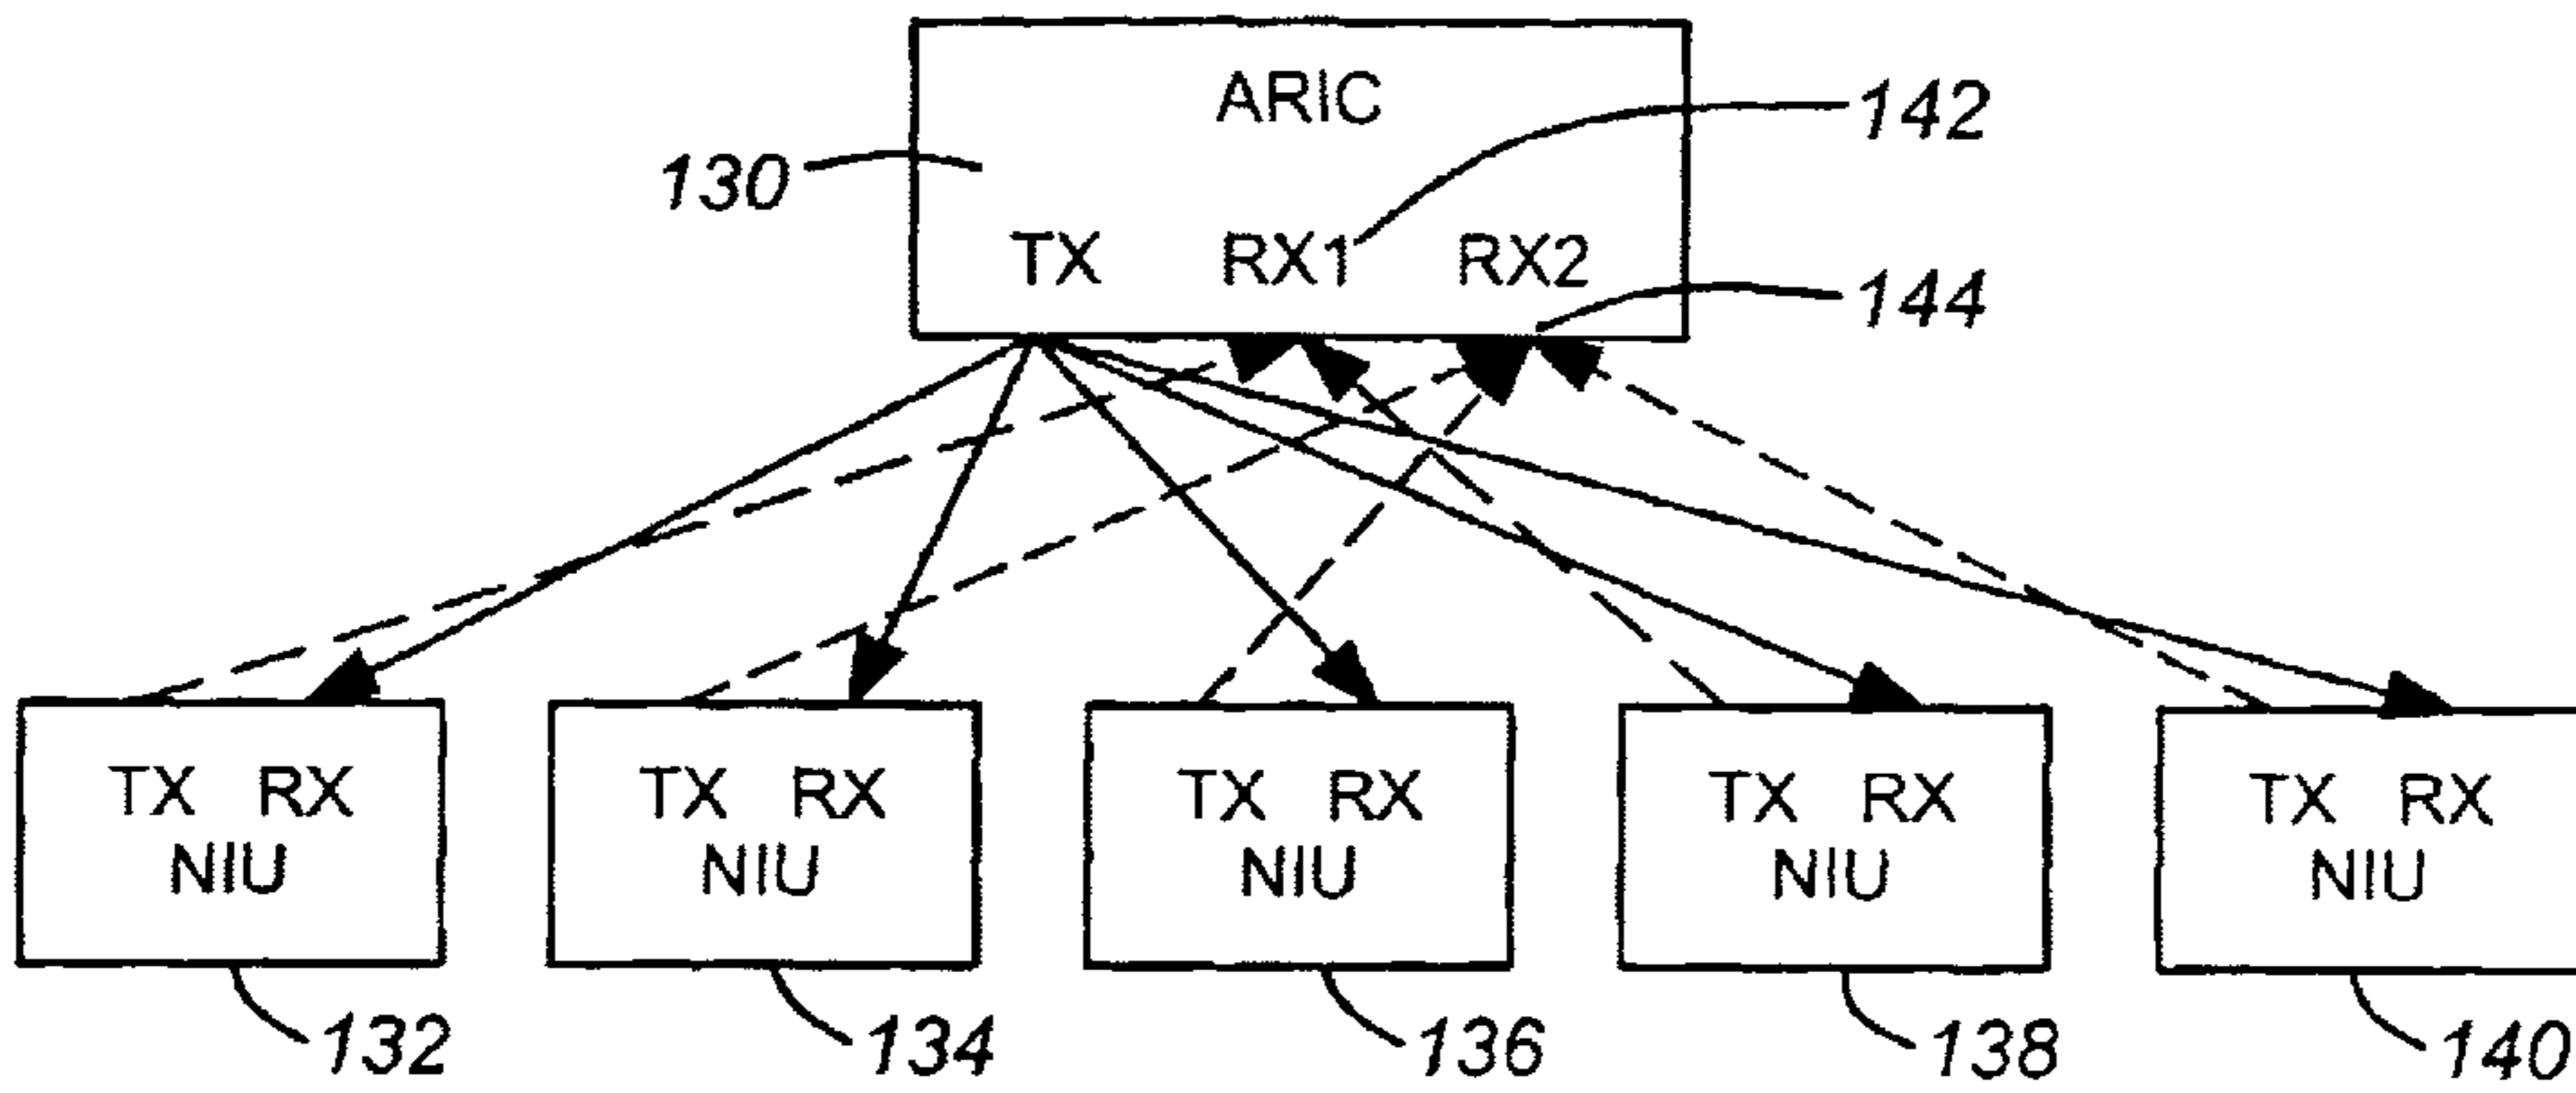 ARIC
142
130
TX RX1 RX2
144
TX RX TX RX TX RX TX RX TX RX
NIU NIU NIU NIU NIU
132 134 136 138 140